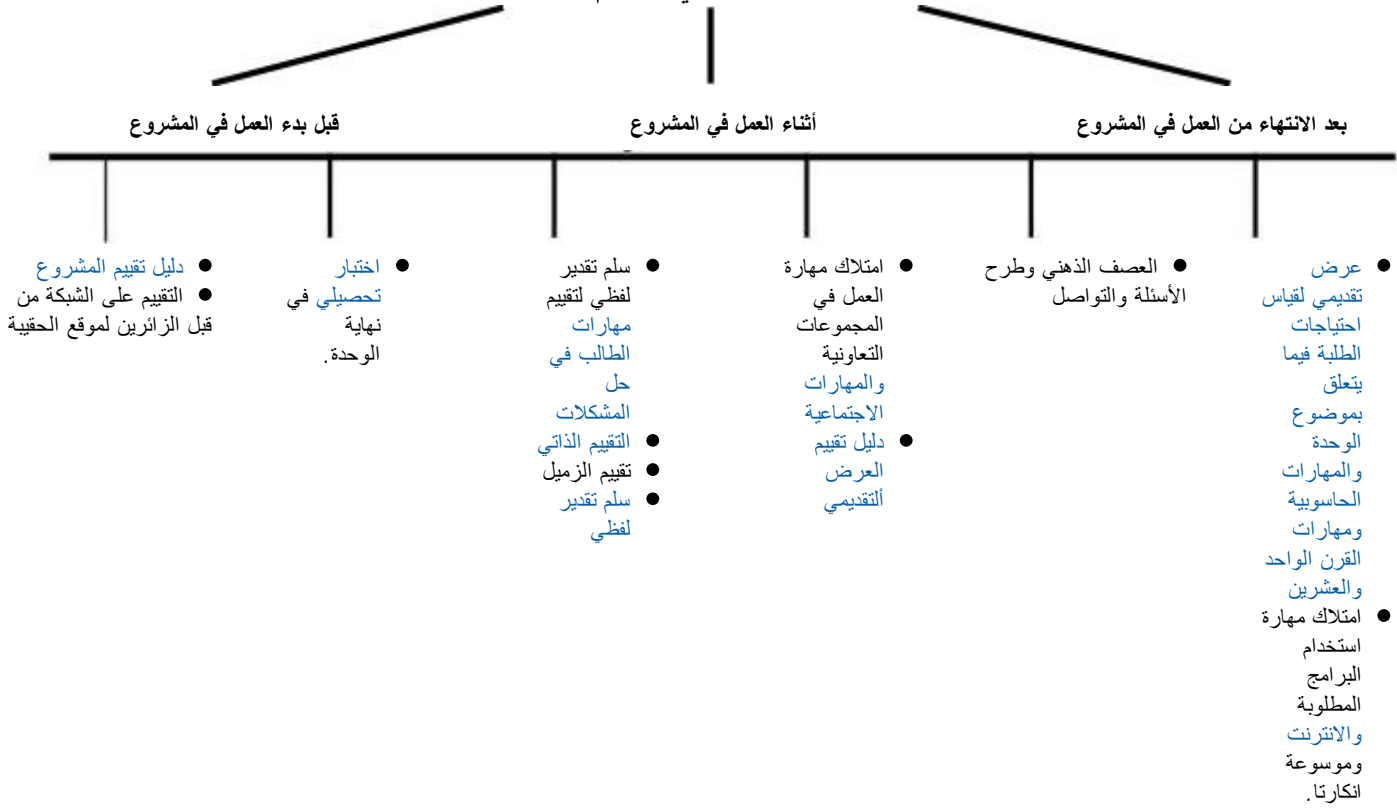 بعد الانتهاء من العمل في المشروع
أثناء العمل في المشروع
قبل بدء العمل في المشروع
● عرض
تقديمي لقياس
احتياجات
الطلبة فيما
يتعلق
بموضوع
الوحدة
والمهارات
الحاسوبية
ومهارات
القرن الواحد
والعشرين
● امتلاك مهارة
استخدام
البرامج
المطلوبة
والانترنت
وموسوعة
انكارتا.
● العصف الذهني وطرح
الأسئلة والتواصل
● امتلاك مهارة
العمل في
المجموعات
التعاونية
والمهارات
الاجتماعية
● دليل تقييم
العرض
ألتقديمي
● سلم تقدير
لفظي لتقييم
مهارات
الطالب في
حل
المشكلات
● التقييم الذاتي
● تقييم الزميل
● سلم تقدير
لفظي
● اختبار
تحصيلي في
نهاية
الوحدة.
● دليل تقييم المشروع
● التقييم على الشبكة من
قبل الزائرين لموقع الحقيبة